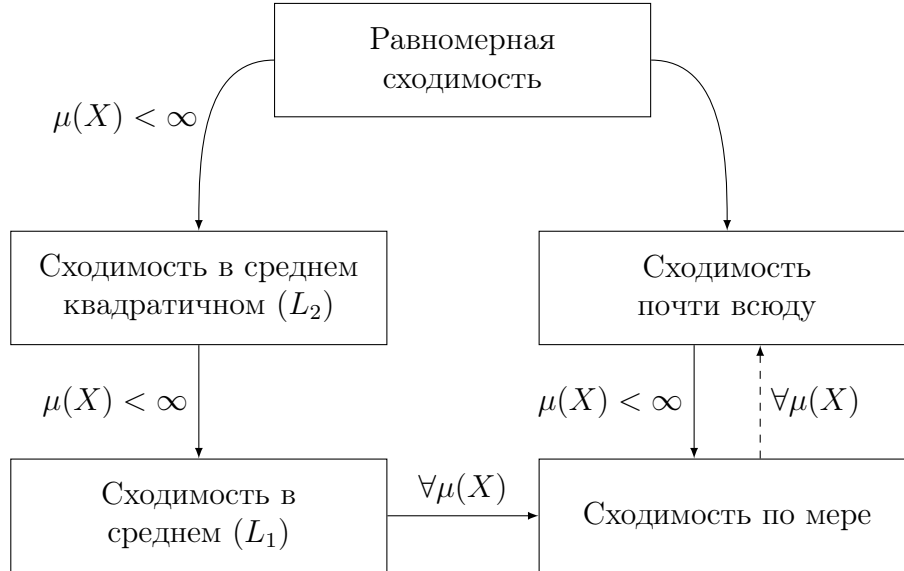 Равномерная
сходимость
μ(X) < ∞
Сходимость в среднем
квадратичном (L₂)
Сходимость
почти всюду
μ(X) < ∞
μ(X) < ∞
∀μ(X)
Сходимость в
среднем (L₁)
∀μ(X)
Сходимость по мере